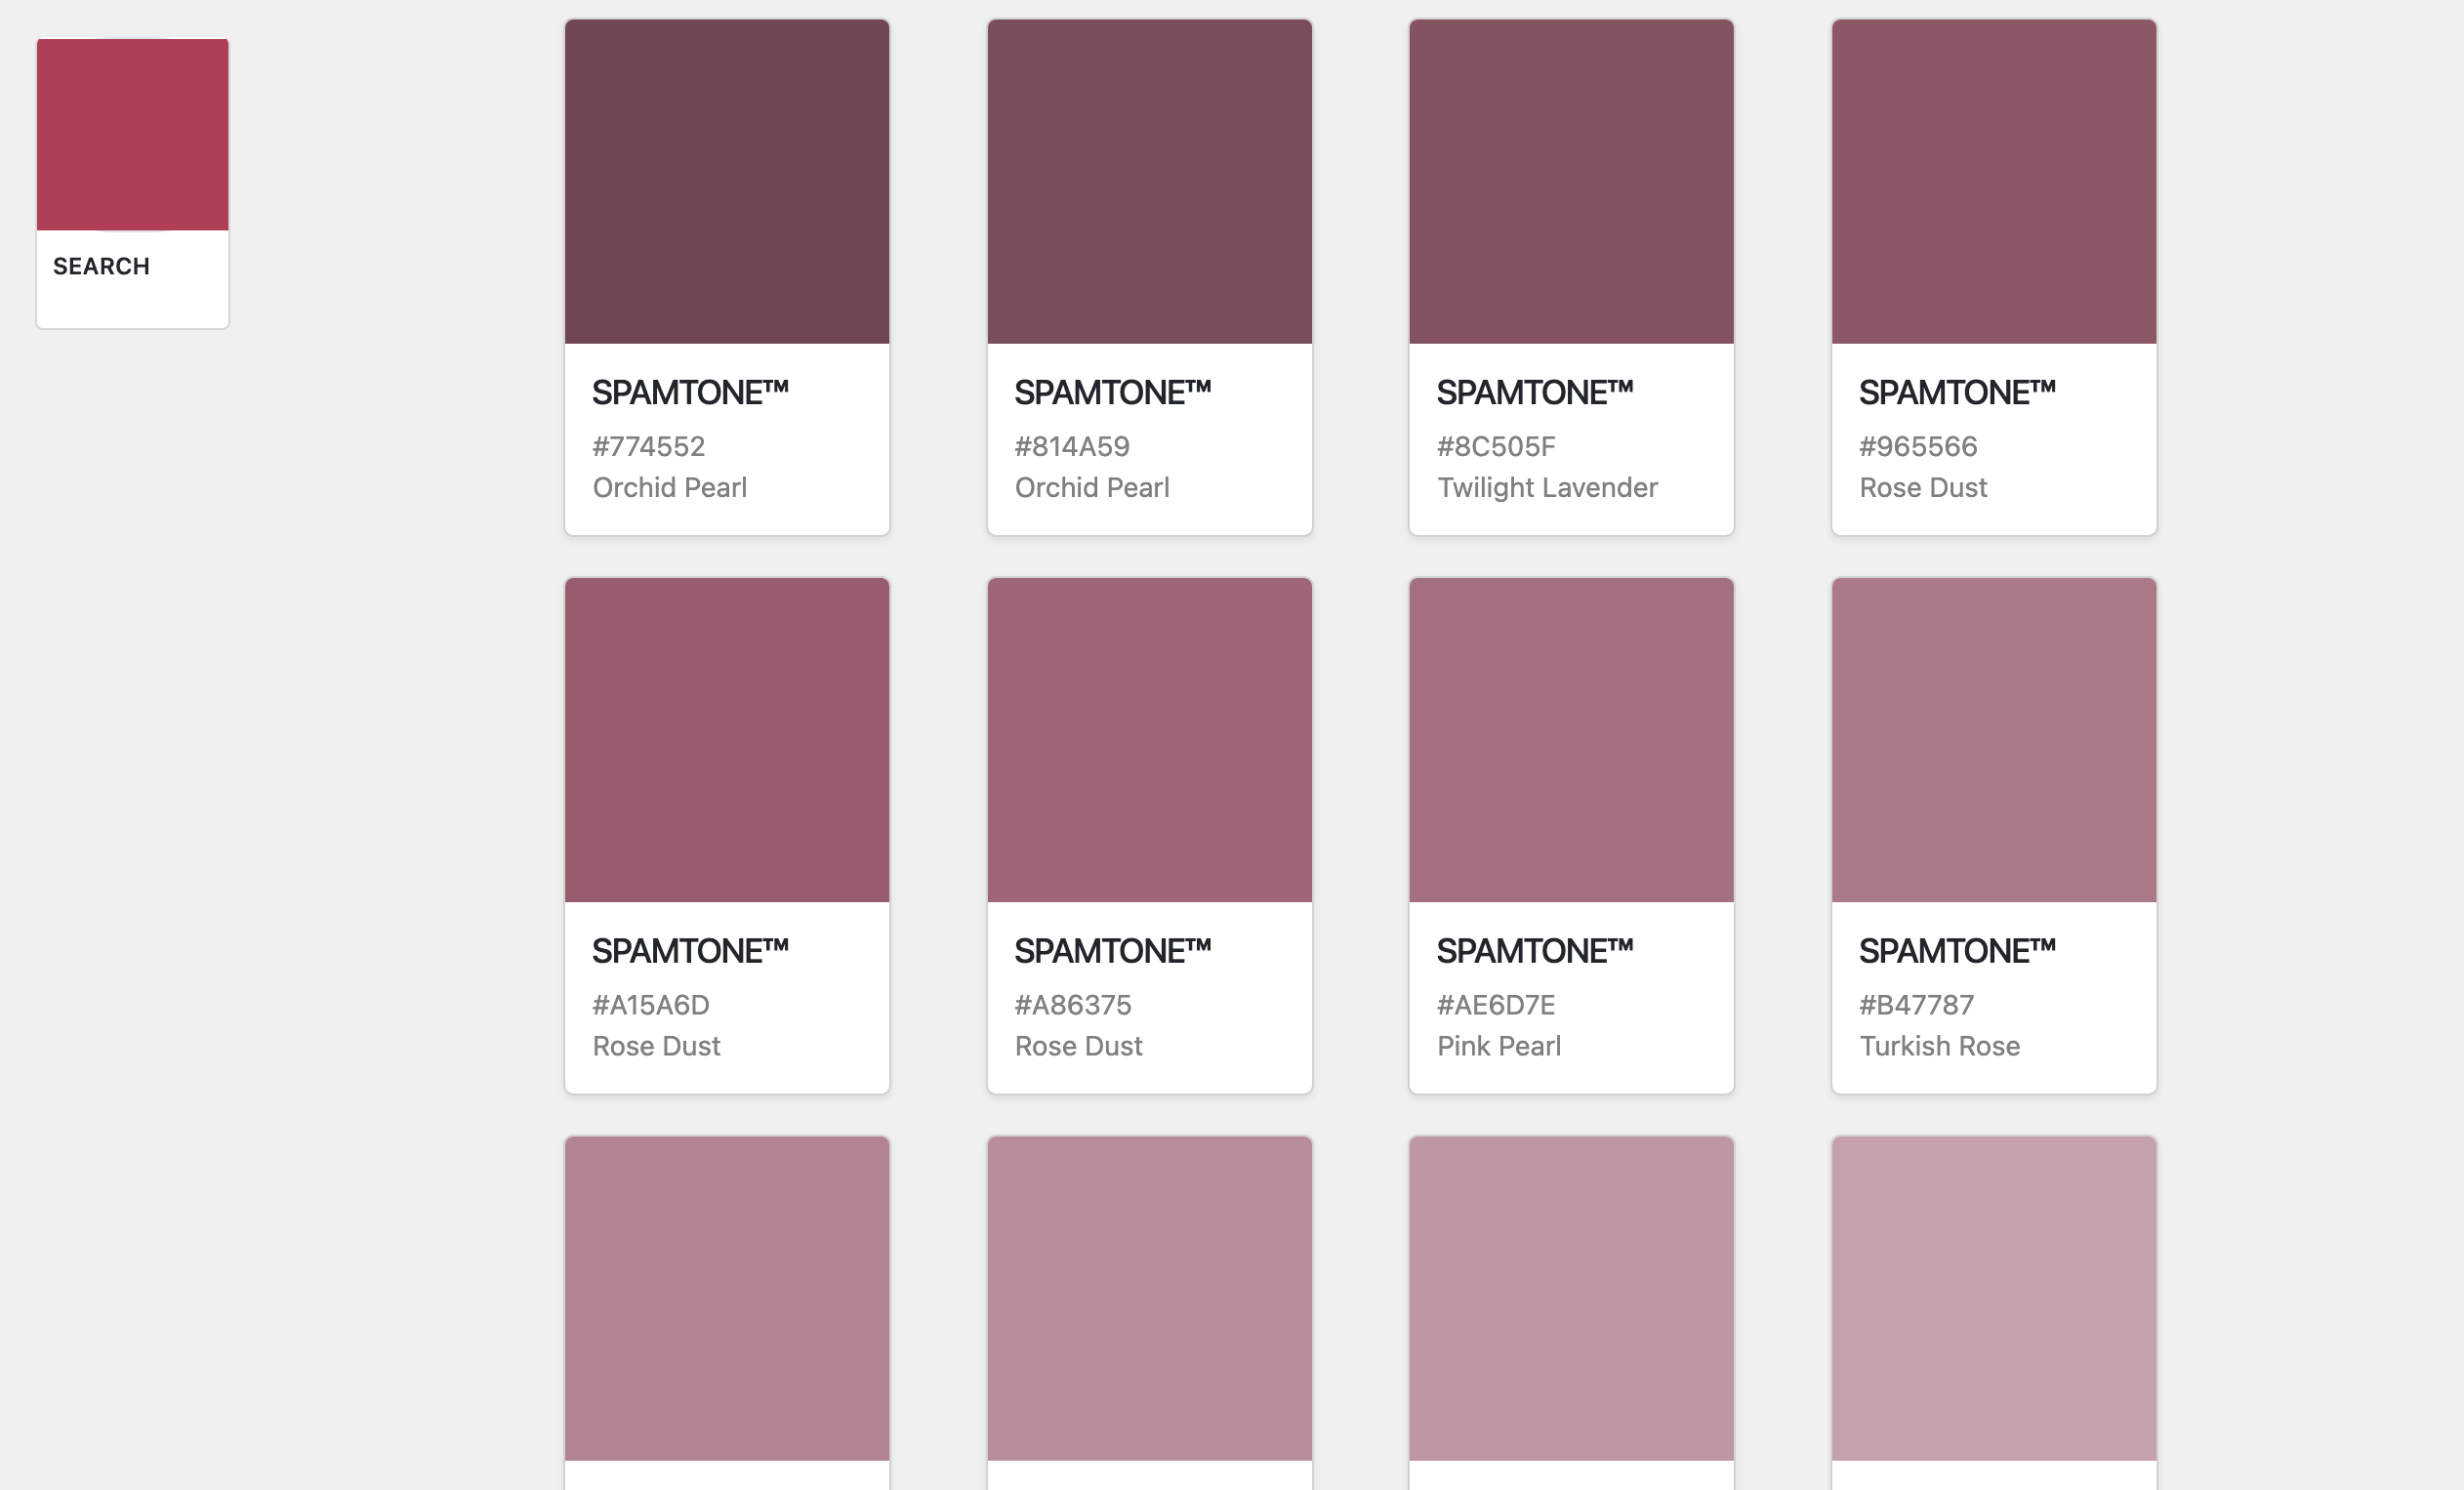 SEARCH
SPAMTONE™
#774552
Orchid Pearl
SPAMTONE™
#814A59
Orchid Pearl
SPAMTONE™
#8C505F
Twilight Lavender
SPAMTONE™
#965566
Rose Dust
SPAMTONE™
#A15A6D
Rose Dust
SPAMTONE™
#A86375
Rose Dust
SPAMTONE™
#AE6D7E
Pink Pearl
SPAMTONE™
#B47787
Turkish Rose